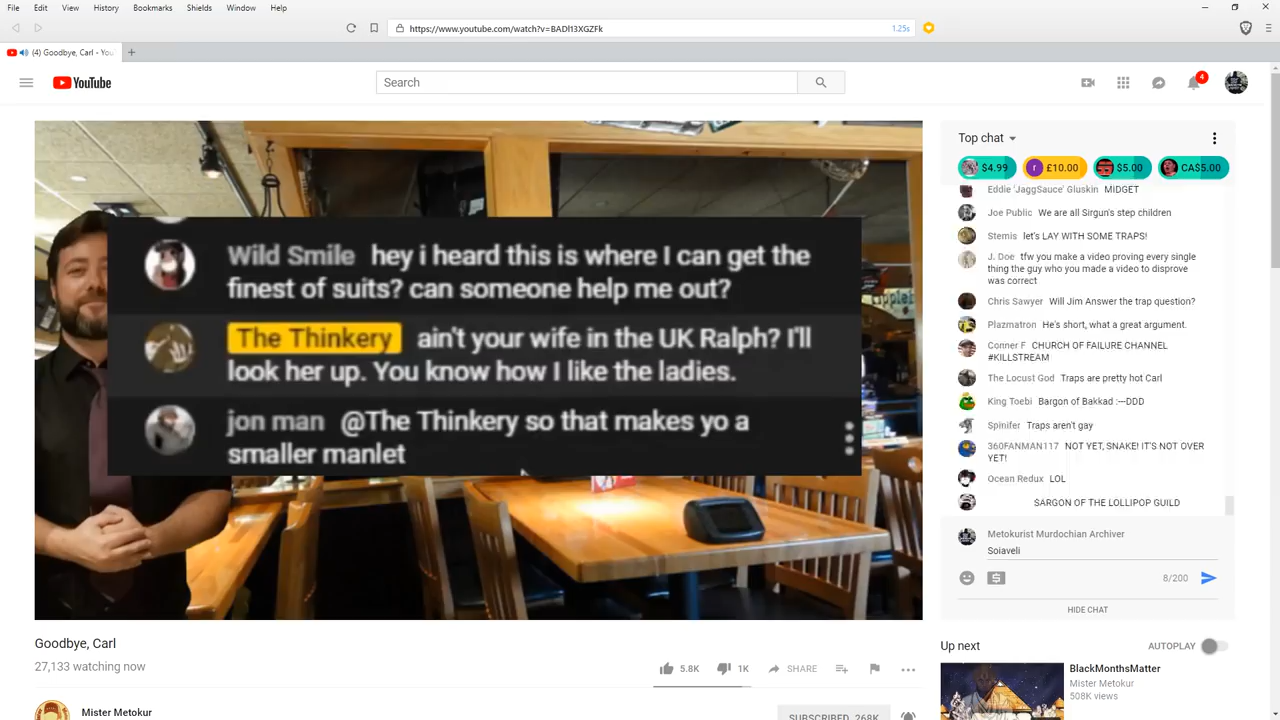 File
Edit
View
History
Bookmarks
Shields
Window
Help
https://www.youtube.com/watch?v=BADl13XGZFk
1.25s
(4) Goodbye, Carl - You
YouTube
Search
4
Wild Smile hey i heard this is where I can get the
finest of suits? can someone help me out?
The Thinkery ain't your wife in the UK Ralph? I'll
look her up. You know how I like the ladies.
jon man @The Thinkery so that makes yo a
smaller manlet
Goodbye, Carl
27,133 watching now
5.8K
1K
SHARE
Mister Metokur
SUBSCRIBED 268K
Top chat
$4.99
£10.00
$5.00
CA$5.00
Eddie 'JaggSauce' Gluskin MIDGET
Joe Public We are all Sirgun's step children
Stemis let's LAY WITH SOME TRAPS!
J. Doe tfw you make a video proving every single
thing the guy who you made a video to disprove
was correct
Chris Sawyer Will Jim Answer the trap question?
Plazmatron He's short, what a great argument.
Conner F CHURCH OF FAILURE CHANNEL
#KILLSTREAM
The Locust God Traps are pretty hot Carl
King Toebi Bargon of Bakkad :---DDD
Spinifer Traps aren't gay
360FANMAN117 NOT YET, SNAKE! IT'S NOT OVER
YET!
Ocean Redux LOL
SARGON OF THE LOLLIPOP GUILD
Metokurist Murdochian Archiver
Soiaveli
8/200
HIDE CHAT
Up next
AUTOPLAY
BlackMonthsMatter
Mister Metokur
508K views